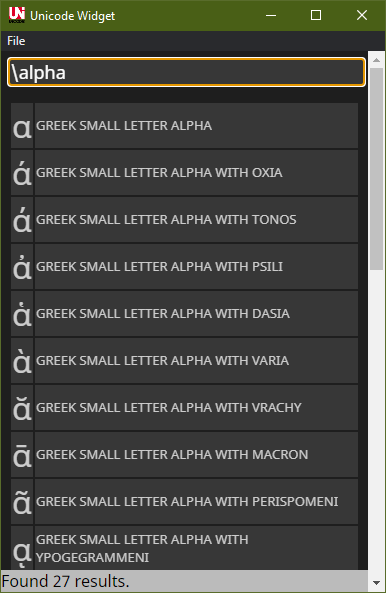 UNi
UNICODE
Unicode Widget
File
\alpha
α GREEK SMALL LETTER ALPHA
ά GREEK SMALL LETTER ALPHA WITH OXIA
ά GREEK SMALL LETTER ALPHA WITH TONOS
ἀ GREEK SMALL LETTER ALPHA WITH PSILI
ἁ GREEK SMALL LETTER ALPHA WITH DASIA
ὰ GREEK SMALL LETTER ALPHA WITH VARIA
ᾰ GREEK SMALL LETTER ALPHA WITH VRACHY
ᾱ GREEK SMALL LETTER ALPHA WITH MACRON
ᾶ GREEK SMALL LETTER ALPHA WITH PERISPOMENI
ᾳ GREEK SMALL LETTER ALPHA WITH
YPOGEGRAMMENI
Found 27 results.